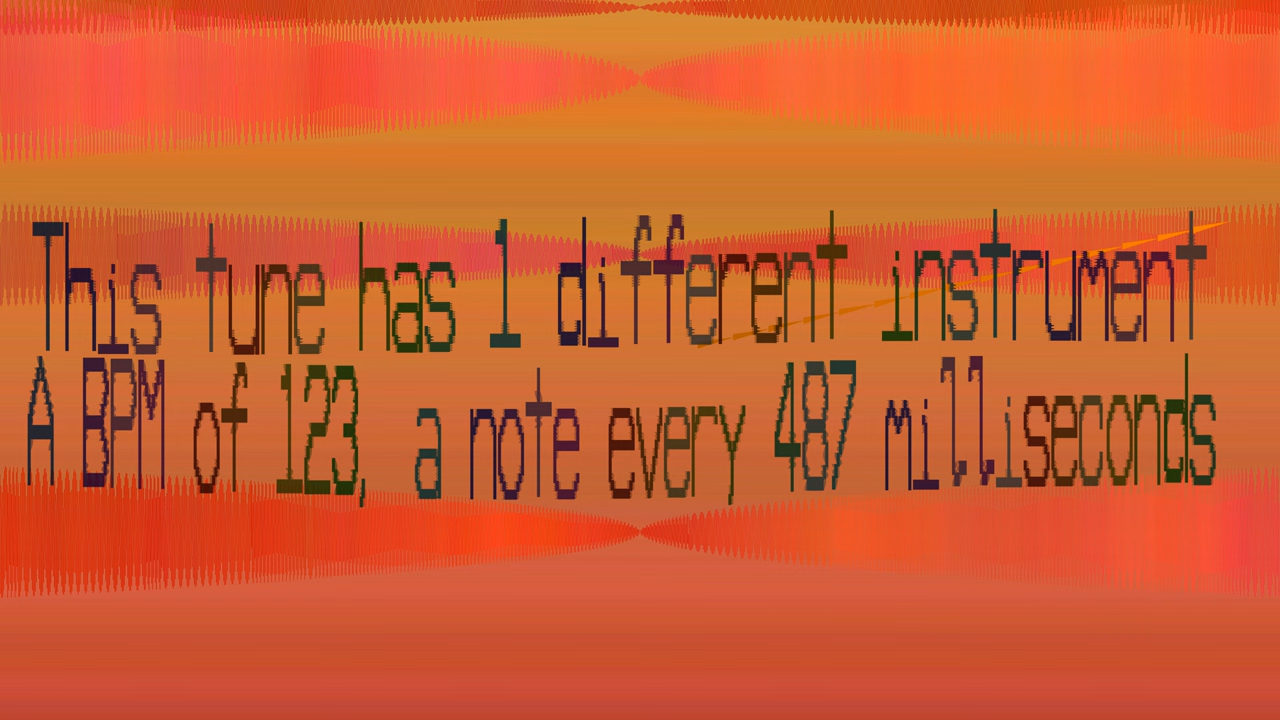 This tune has 1 different instrument
A BPM of 123, a note every 487 milliseconds